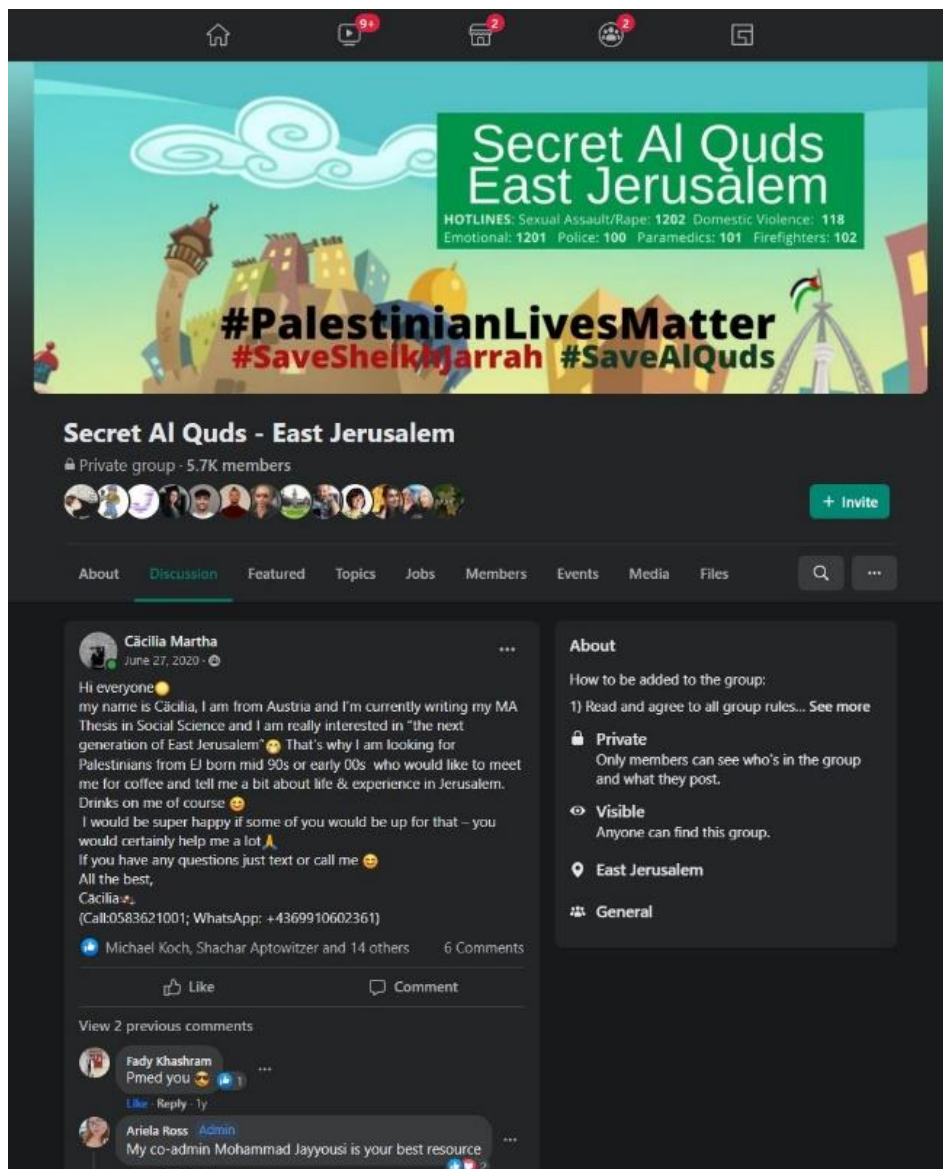 9+
2
2
Secret Al Quds
East Jerusalem
HOTLINES: Sexual Assault/Rape: 1202 Domestic Violence: 118
Emotional: 1201 Police: 100 Paramedics: 101 Firefighters: 102
#PalestinianLivesMatter
#SaveSheikhJarrah #SaveAlQuds
Secret Al Quds - East Jerusalem
Private group · 5.7K members
+ Invite
About Discussion Featured Topics Jobs Members Events Media Files
Cäcilia Martha
June 27, 2020 ·
Hi everyone
my name is Cäcilia, I am from Austria and I'm currently writing my MA
Thesis in Social Science and I am really interested in "the next
generation of East Jerusalem" That's why I am looking for
Palestinians from EJ born mid 90s or early 00s who would like to meet
me for coffee and tell me a bit about life & experience in Jerusalem.
Drinks on me of course
I would be super happy if some of you would be up for that – you
would certainly help me a lot
If you have any questions just text or call me
All the best,
Cäcilia
(Call:0583621001; WhatsApp: +4369910602361)
Michael Koch, Shachar Aptowitzer and 14 others 6 Comments
Like Comment
View 2 previous comments
Fady Khashram
Pmed you
1
Like · Reply · 1y
Ariela Ross Admin
My co-admin Mohammad Jayyousi is your best resource
2
About
How to be added to the group:
1) Read and agree to all group rules... See more
Private
Only members can see who's in the group
and what they post.
Visible
Anyone can find this group.
East Jerusalem
General